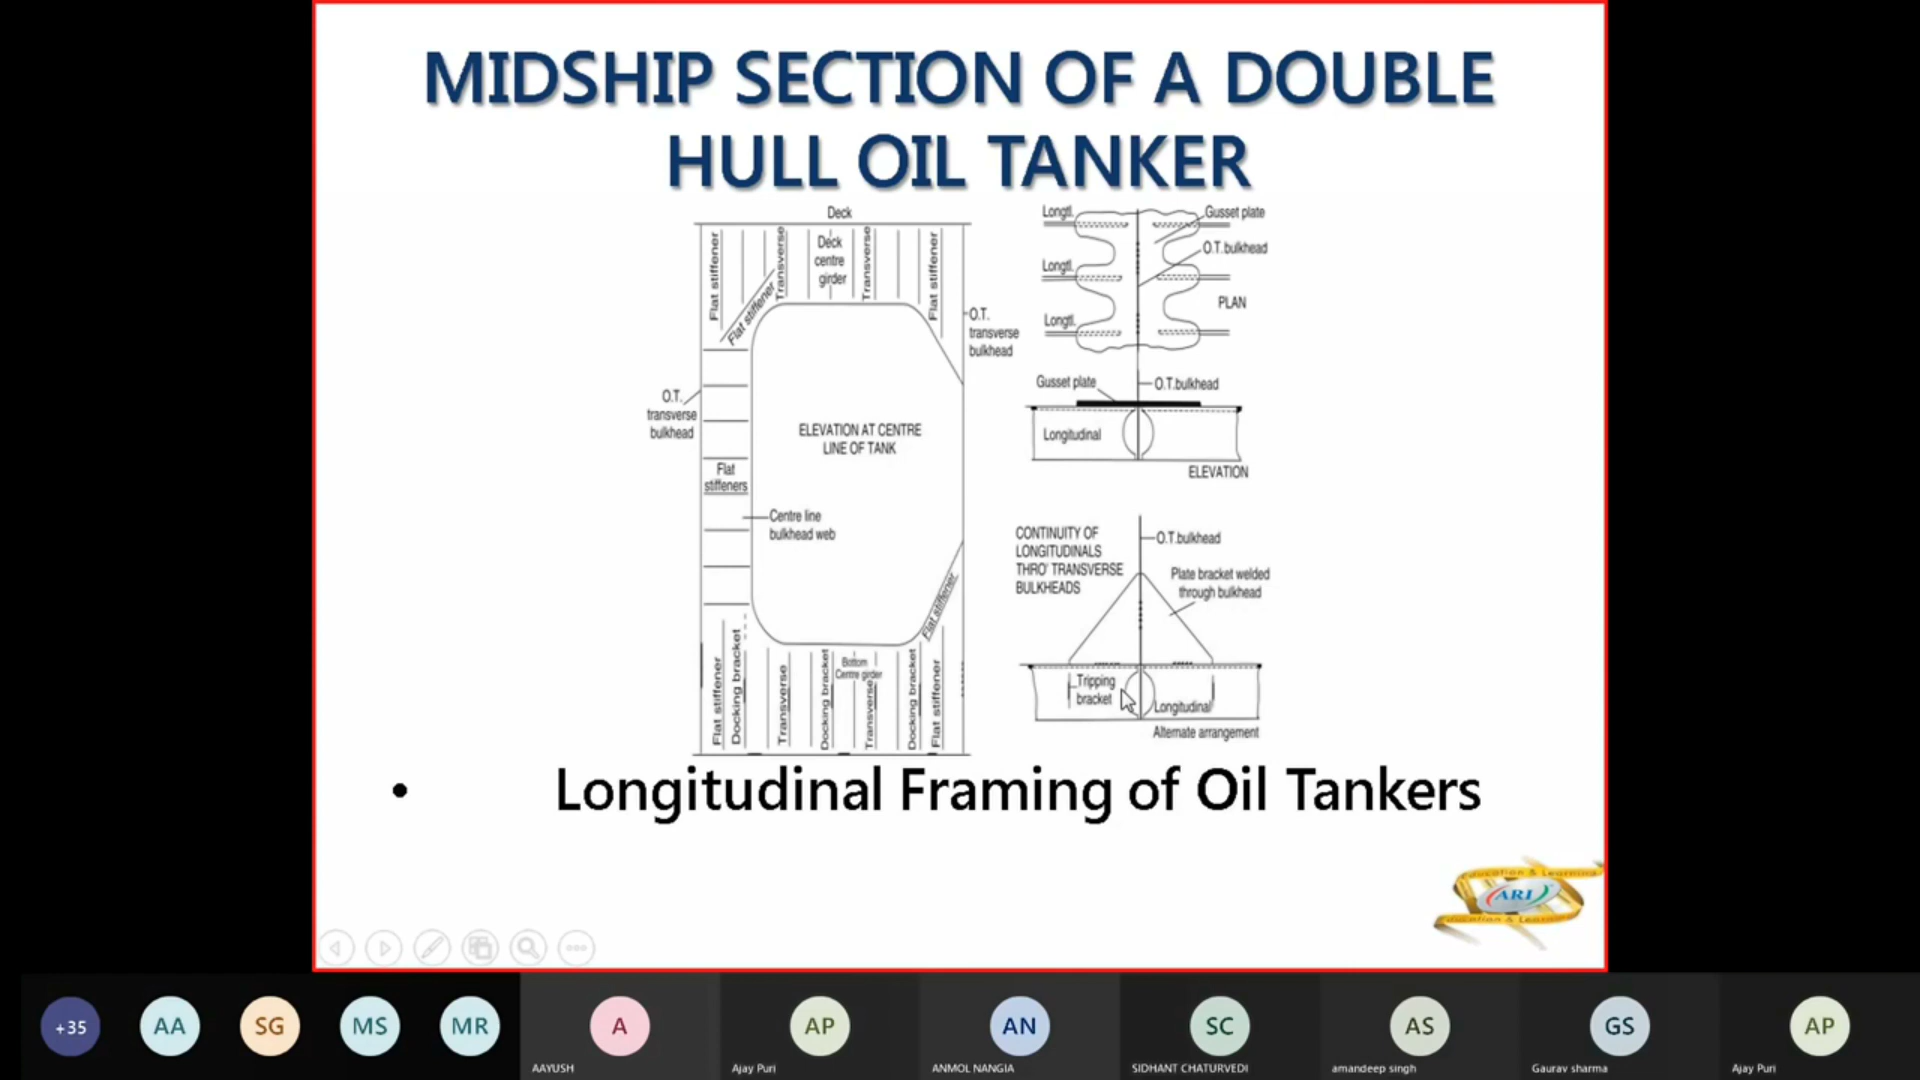 MIDSHIP SECTION OF A DOUBLE
HULL OIL TANKER
Deck
Flat stiffener
Flat stiffener
Transverse
Deck
centre
girder
Transverse
Flat stiffener
O.T.
transverse
bulkhead
O.T.
transverse
bulkhead
ELEVATION AT CENTRE
LINE OF TANK
Flat
stiffeners
Centre line
bulkhead web
Flat stiffener
Flat stiffener
Docking bracket
Transverse
Docking bracket
Bottom
Centre girder
Transverse
Docking bracket
Flat stiffener
Longtl.
Gusset plate
O.T.bulkhead
Longtl.
PLAN
Longtl.
Gusset plate
O.T.bulkhead
Longitudinal
ELEVATION
CONTINUITY OF
LONGITUDINALS
THRO' TRANSVERSE
BULKHEADS
O.T.bulkhead
Plate bracket welded
through bulkhead
Tripping
bracket
Longitudinal
Alternate arrangement
• Longitudinal Framing of Oil Tankers
Education & Learning
ARI
Education & Learning
+35
AA
SG
MS
MR
A
AAYUSH
AP
Ajay Puri
AN
ANMOL NANGIA
SC
SIDHANT CHATURVEDI
AS
amandeep singh
GS
Gaurav sharma
AP
Ajay Puri